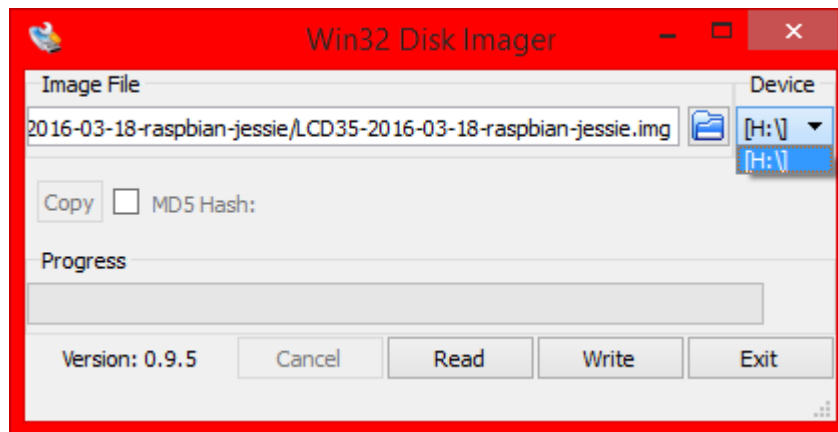 Win32 Disk Imager
Image File
Device
2016-03-18-raspbian-jessie/LCD35-2016-03-18-raspbian-jessie.img
[H:\]
[H:\]
Copy
MD5 Hash:
Progress
Version: 0.9.5
Cancel
Read
Write
Exit